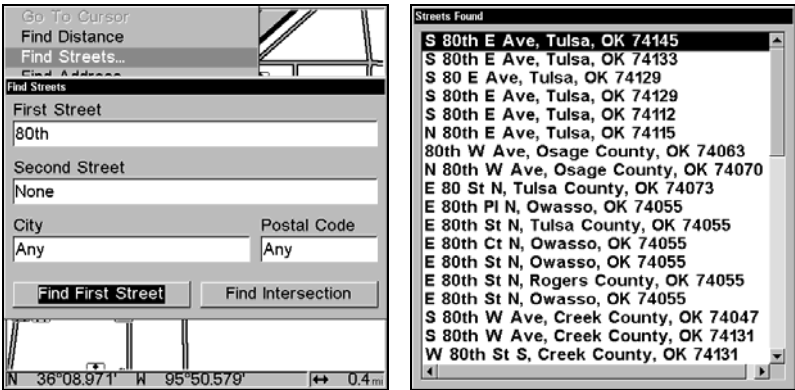 Go To Cursor
Find Distance
Find Streets...
Find Address
Find Streets
First Street
80th
Second Street
None
City
Postal Code
Any
Any
Find First Street
Find Intersection
N 36°08.971' W 95°50.579' 0.4 mi
Streets Found
S 80th E Ave, Tulsa, OK 74145
S 80th E Ave, Tulsa, OK 74133
S 80 E Ave, Tulsa, OK 74129
S 80th E Ave, Tulsa, OK 74129
S 80th E Ave, Tulsa, OK 74112
N 80th E Ave, Tulsa, OK 74115
80th W Ave, Osage County, OK 74063
N 80th W Ave, Osage County, OK 74070
E 80 St N, Tulsa County, OK 74073
E 80th Pl N, Owasso, OK 74055
E 80th St N, Tulsa County, OK 74055
E 80th Ct N, Owasso, OK 74055
E 80th St N, Owasso, OK 74055
E 80th St N, Rogers County, OK 74055
E 80th St N, Owasso, OK 74055
S 80th W Ave, Creek County, OK 74047
S 80th W Ave, Creek County, OK 74131
W 80th St S, Creek County, OK 74131